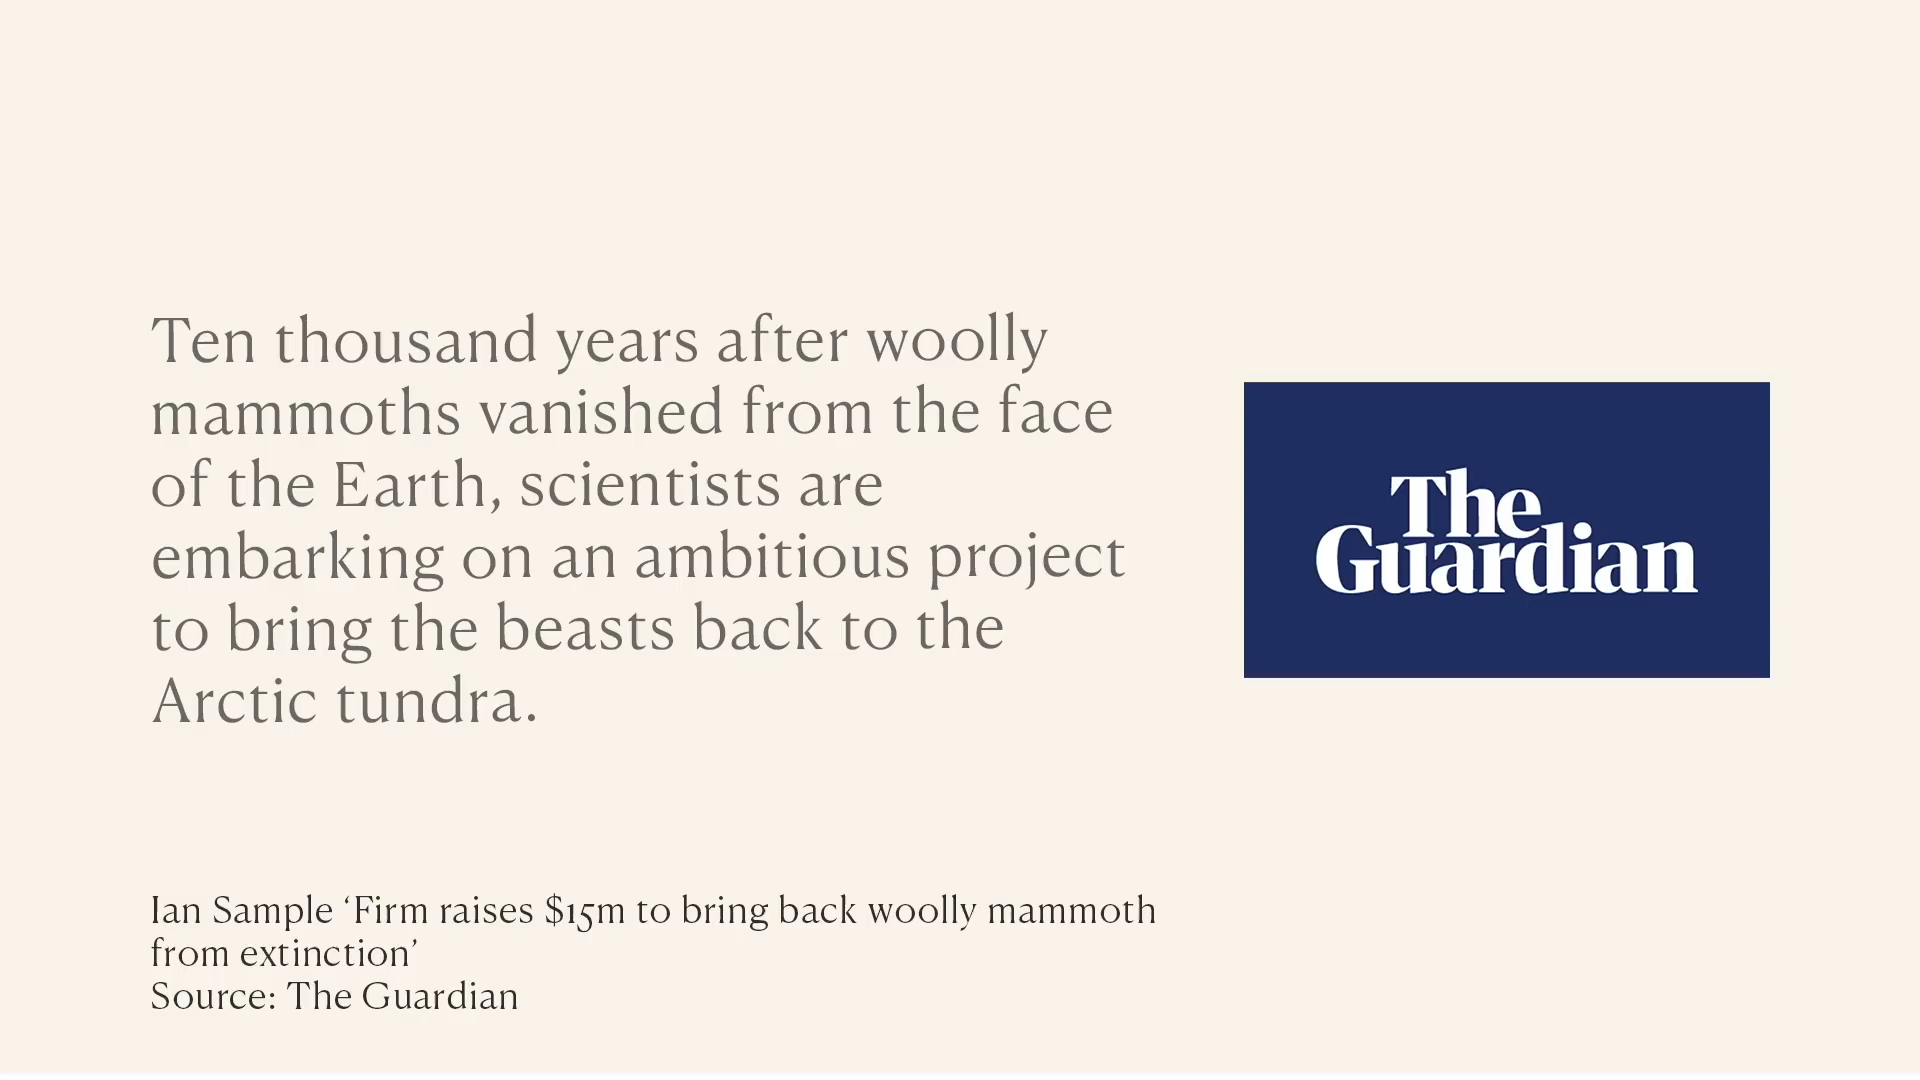 Ten thousand years after woolly
mammoths vanished from the face
of the Earth, scientists are
embarking on an ambitious project
to bring the beasts back to the
Arctic tundra.
The
Guardian
Ian Sample ‘Firm raises $15m to bring back woolly mammoth
from extinction’
Source: The Guardian